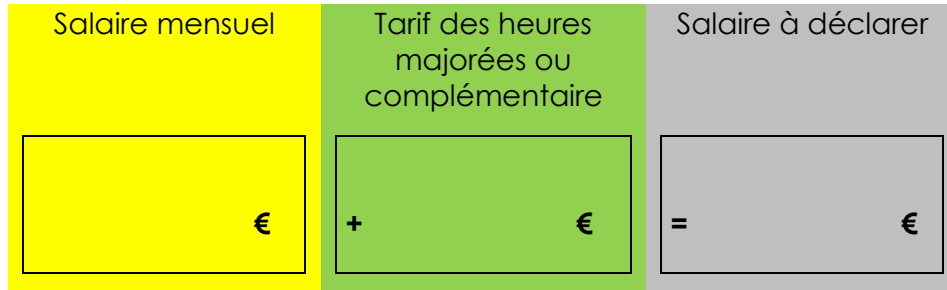 Salaire mensuel
Tarif des heures
majorées ou
complémentaire
Salaire à déclarer
€
+ €
= €